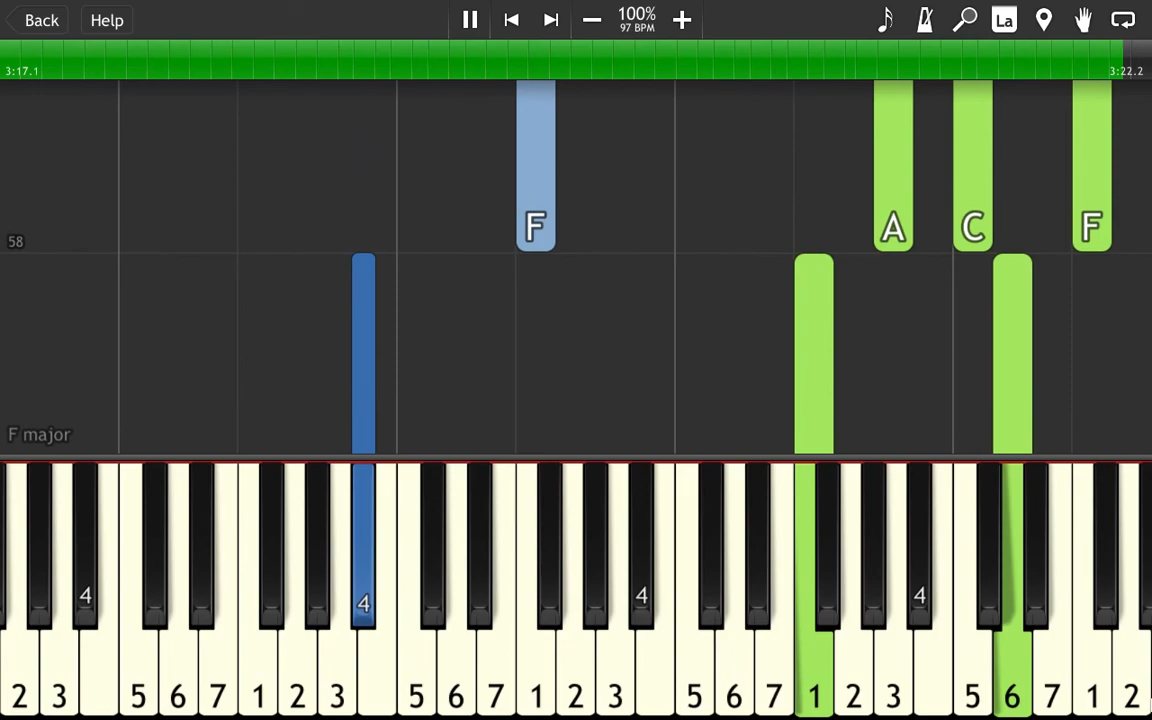 Back Help 100% La
97 BPM
3:17.1 3:22.2
F A C F
58
F major
4 4 4 4
2 3 5 6 7 1 2 3 5 6 7 1 2 3 5 6 7 1 2 3 5 6 7 1 2